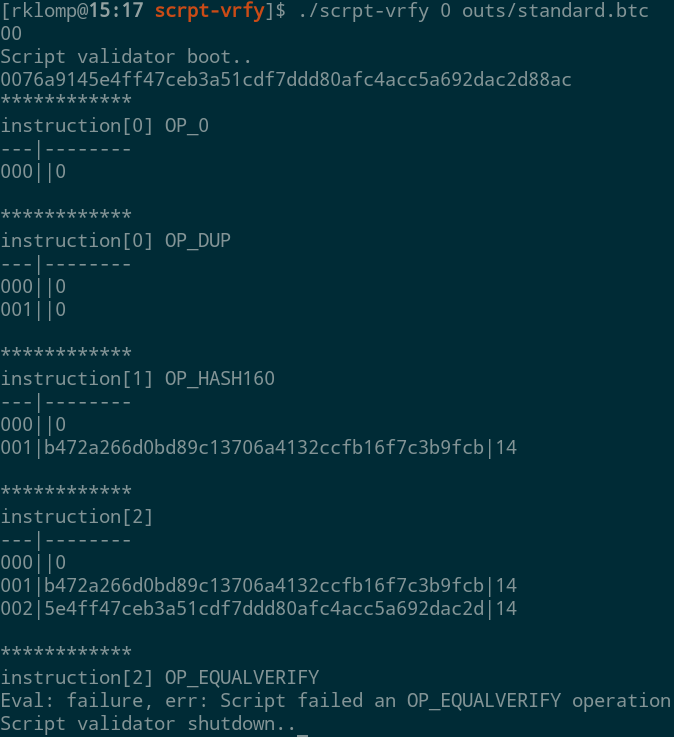 [rklomp@15:17 scrpt-vrfy]$ ./scrpt-vrfy 0 outs/standard.btc
00
Script validator boot..
0076a9145e4ff47ceb3a51cdf7ddd80afc4acc5a692dac2d88ac
************
instruction[0] OP_0
---|--------
000||0

************
instruction[0] OP_DUP
---|--------
000||0
001||0

************
instruction[1] OP_HASH160
---|--------
000||0
001|b472a266d0bd89c13706a4132ccfb16f7c3b9fcb|14

************
instruction[2]
---|--------
000||0
001|b472a266d0bd89c13706a4132ccfb16f7c3b9fcb|14
002|5e4ff47ceb3a51cdf7ddd80afc4acc5a692dac2d|14

************
instruction[2] OP_EQUALVERIFY
Eval: failure, err: Script failed an OP_EQUALVERIFY operation
Script validator shutdown..